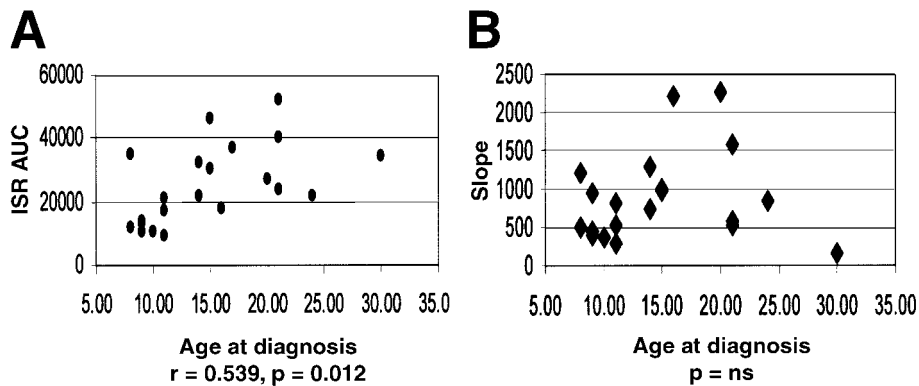 A
ISR AUC
60000
40000
20000
0
5.00 10.00 15.00 20.00 25.00 30.00 35.0
Age at diagnosis
r = 0.539, p = 0.012
B
Slope
2500
2000
1500
1000
500
0
5.00 10.00 15.00 20.00 25.00 30.00 35.00
Age at diagnosis
p = ns